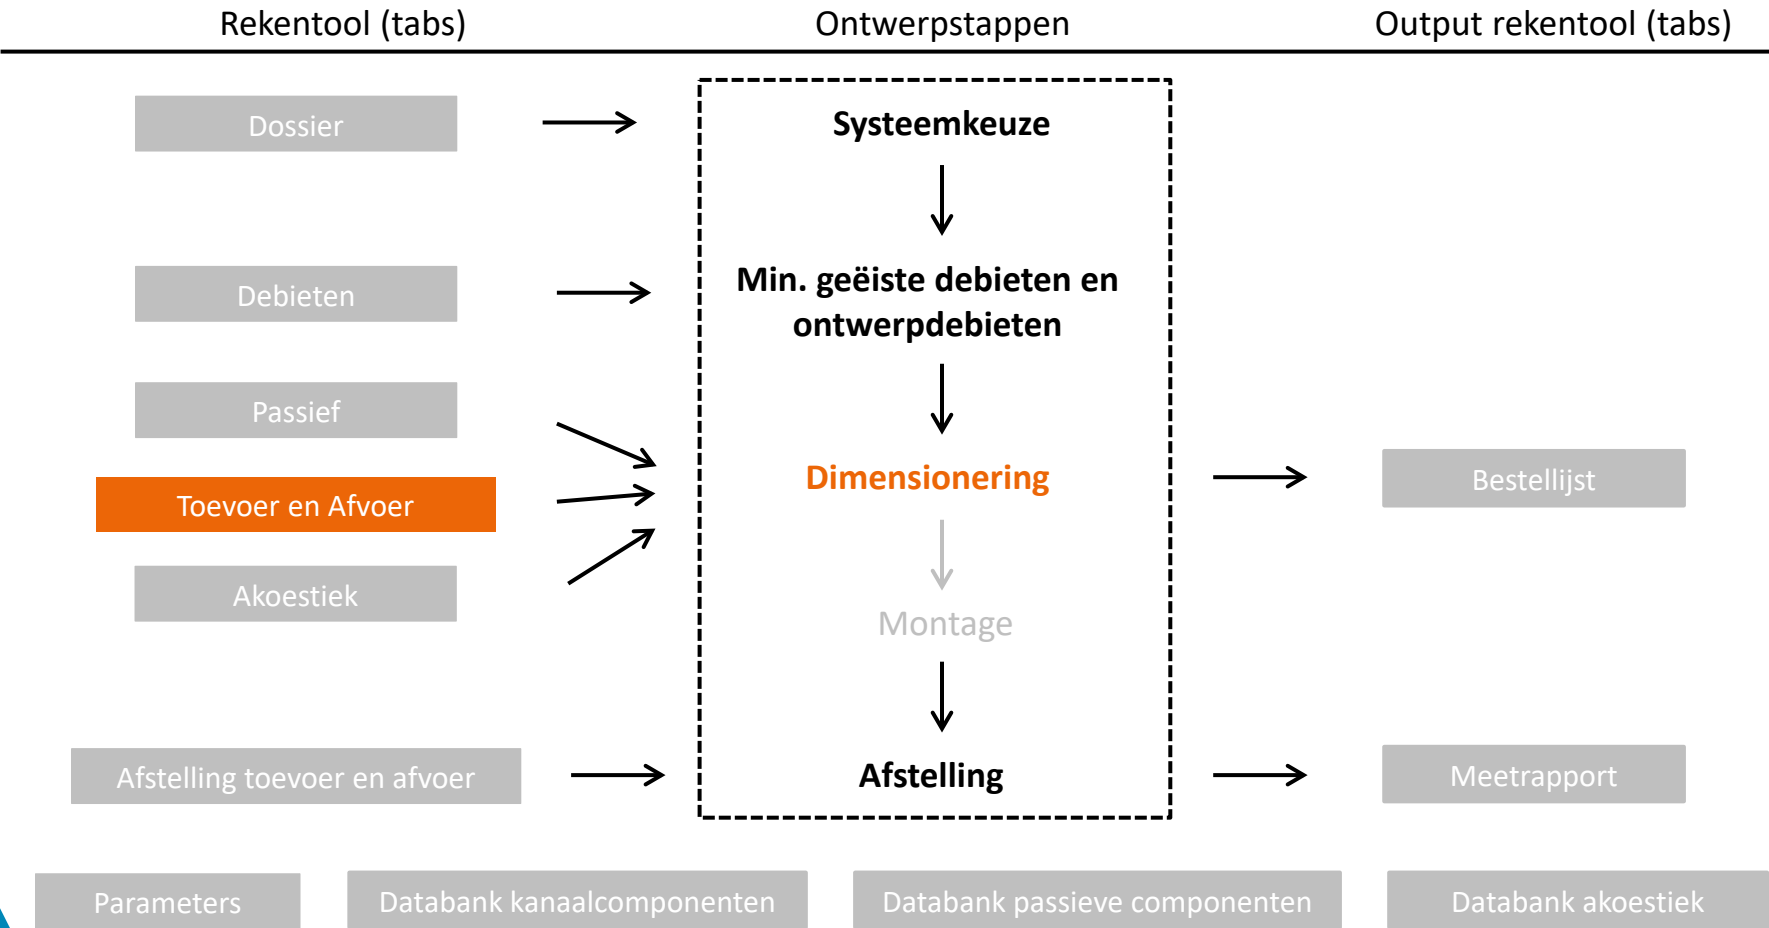 Rekentool (tabs)
Ontwerpstappen
Output rekentool (tabs)
Dossier
Systeemkeuze
Debieten
Min. geëiste debieten en
ontwerpdebieten
Passief
Toevoer en Afvoer
Dimensionering
Bestellijst
Akoestiek
Montage
Afstelling toevoer en afvoer
Afstelling
Meetrapport
Parameters
Databank kanaalcomponenten
Databank passieve componenten
Databank akoestiek